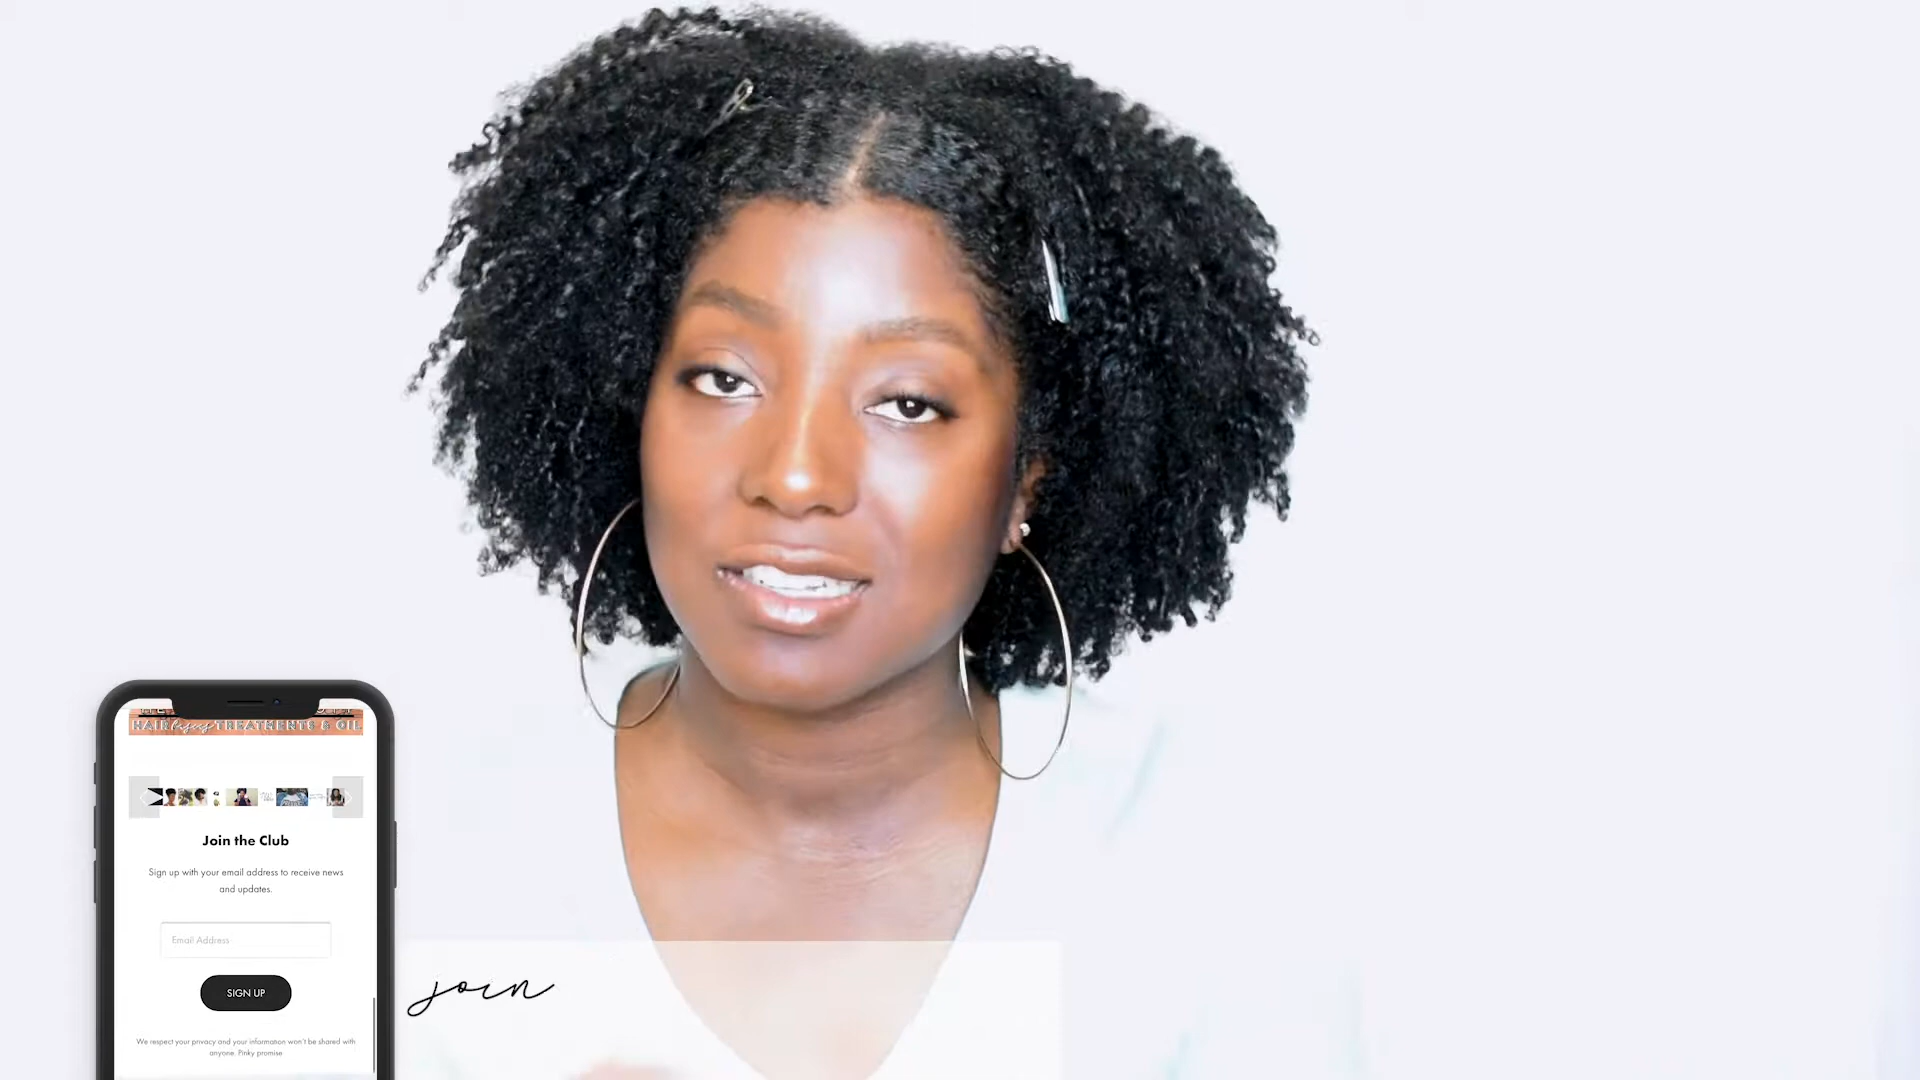 HAIR TREATMENTS & OIL
Join the Club
Sign up with your email address to receive news
and updates.
Email Address
SIGN UP
We respect your privacy and your information won't be shared with
anyone. Pinky promise
join